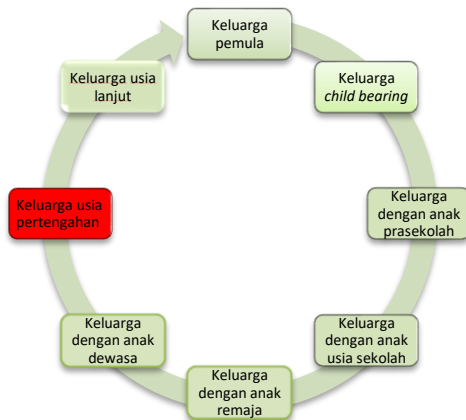 Keluarga
pemula
Keluarga
child bearing
Keluarga
dengan anak
prasekolah
Keluarga
dengan anak
usia sekolah
Keluarga
dengan anak
remaja
Keluarga
dengan anak
dewasa
Keluarga usia
pertengahan
Keluarga usia
lanjut